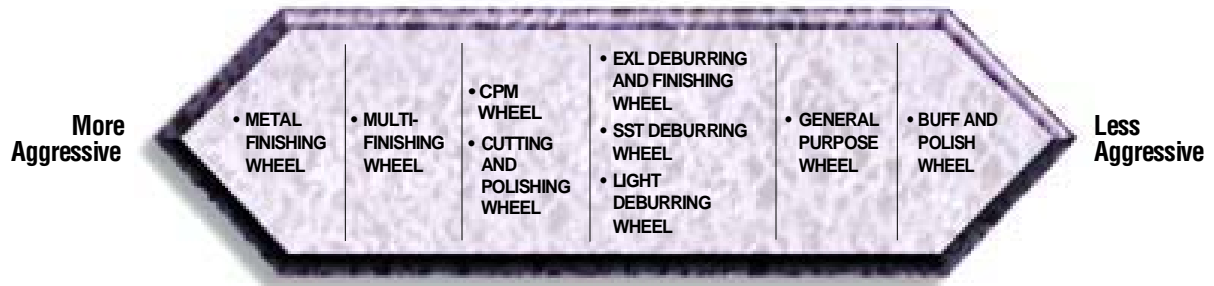 More
Aggressive
• METAL
FINISHING
WHEEL
• MULTI-
FINISHING
WHEEL
• CPM
WHEEL
• CUTTING
AND
POLISHING
WHEEL
• EXL DEBURRING
AND FINISHING
WHEEL
• SST DEBURRING
WHEEL
• LIGHT
DEBURRING
WHEEL
• GENERAL
PURPOSE
WHEEL
• BUFF AND
POLISH
WHEEL
Less
Aggressive